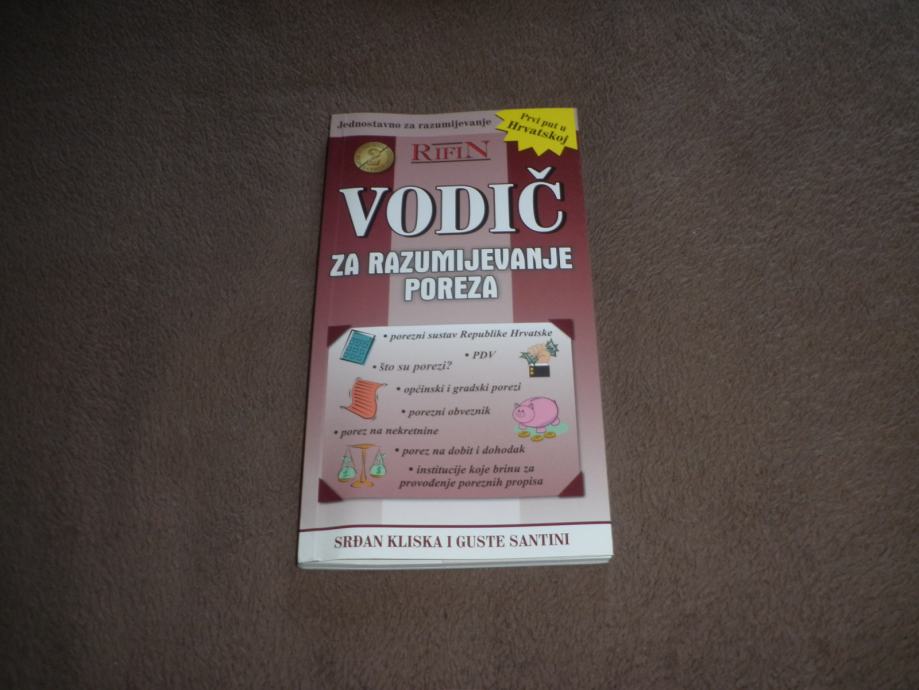 Jednostavno za razumijevanje
Prvi put u
Hrvatskoj
RIFIN
VODIČ
ZA RAZUMIJEVANJE
POREZA
• porezni sustav Republike Hrvatske
• PDV
• što su porezi?
• općinski i gradski porezi
• porezni obveznik
• porez na nekretnine
• porez na dobit i dohodak
• institucije koje brinu za
provođenje poreznih propisa
SRĐAN KLISKA I GUSTE SANTINI